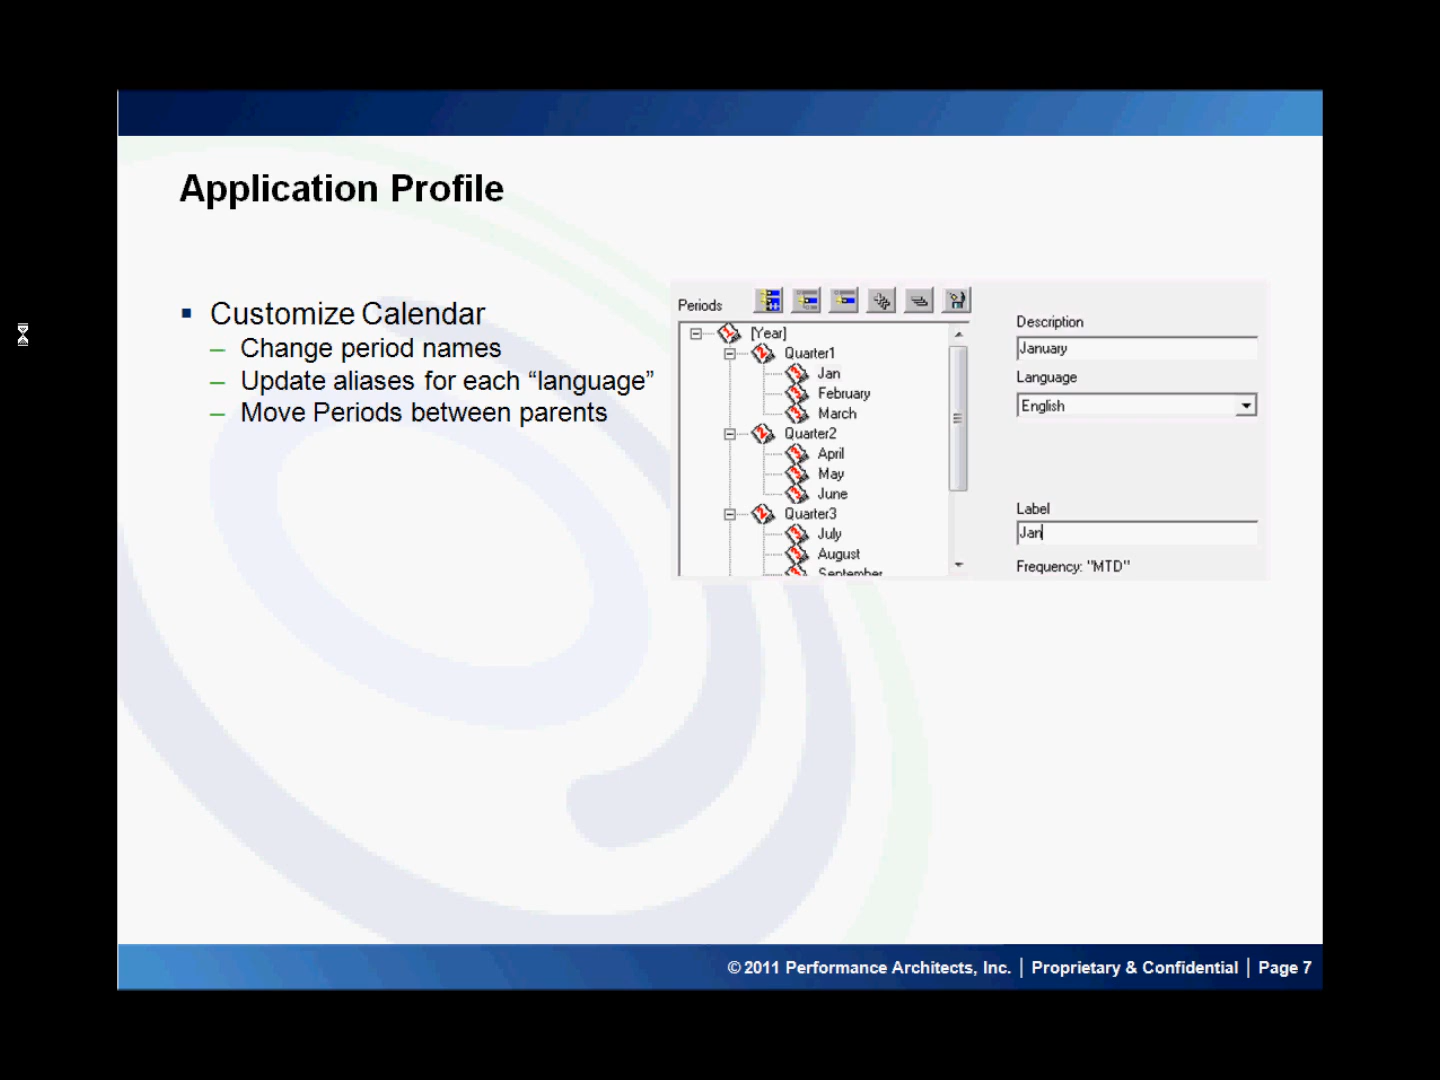 Application Profile
Customize Calendar
– Change period names
– Update aliases for each “language”
– Move Periods between parents
Periods
[Year]
Quarter1
Jan
February
March
Quarter2
April
May
June
Quarter3
July
August
September
Description
January
Language
English
Label
Jan
Frequency: "MTD"
© 2011 Performance Architects, Inc. | Proprietary & Confidential | Page 7